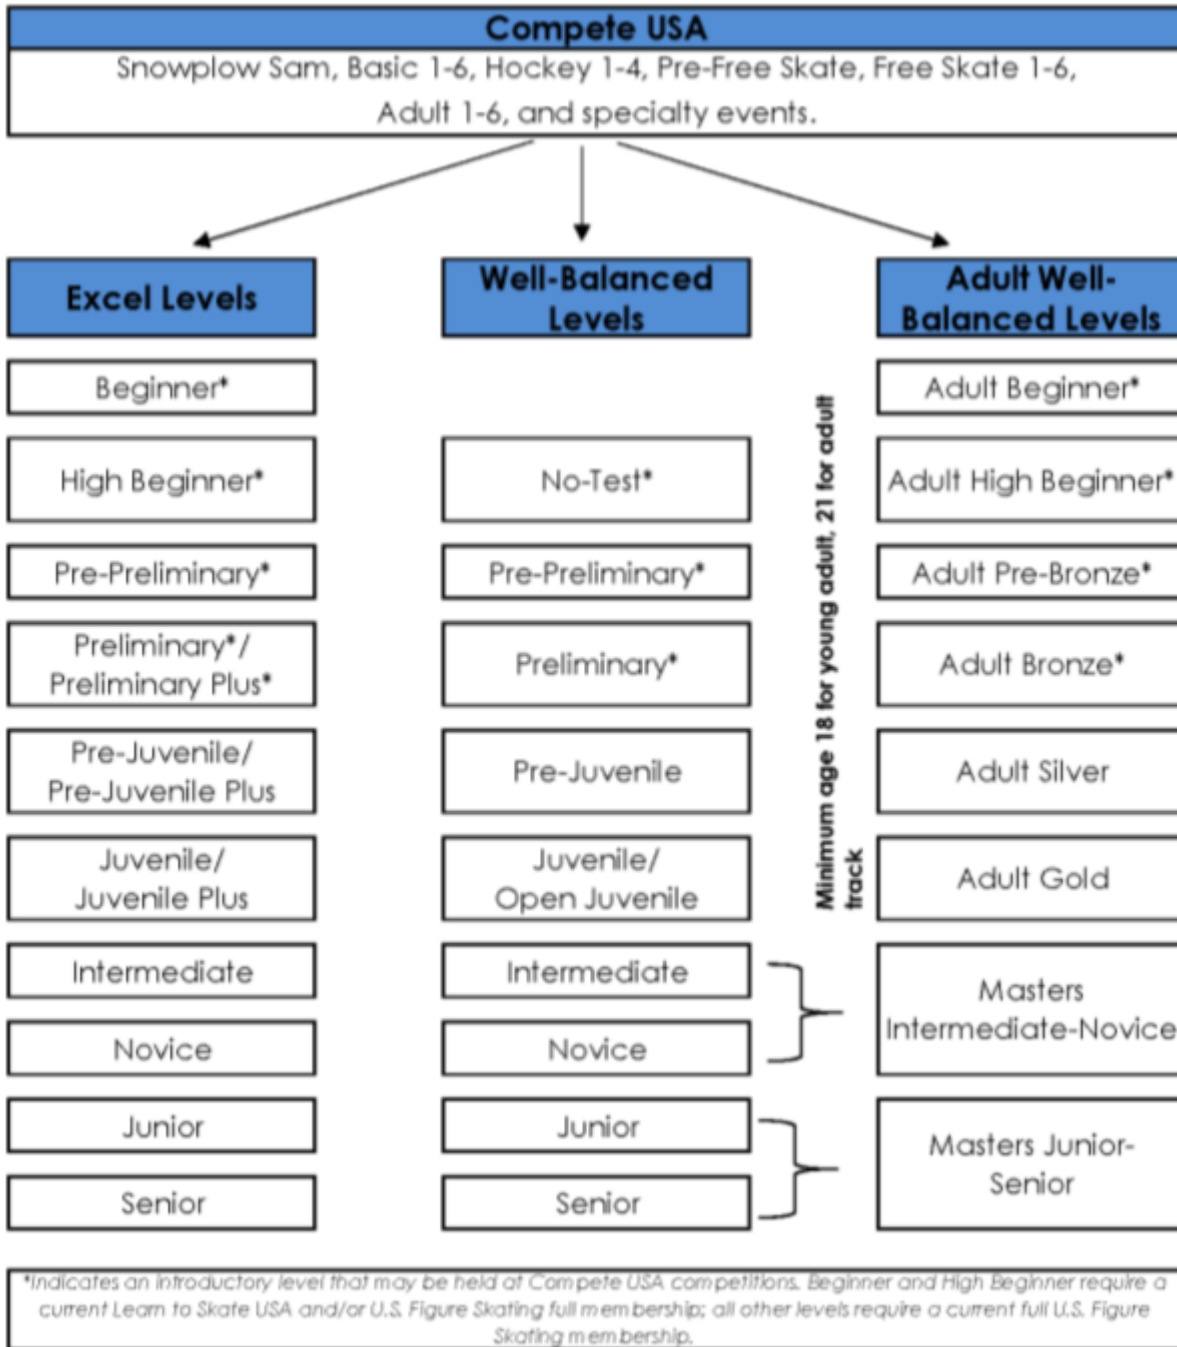 Compete USA
Snowplow Sam, Basic 1-6, Hockey 1-4, Pre-Free Skate, Free Skate 1-6,
Adult 1-6, and specialty events.
Excel Levels
Beginner*
High Beginner*
Pre-Preliminary*
Preliminary*/
Preliminary Plus*
Pre-Juvenile/
Pre-Juvenile Plus
Juvenile/
Juvenile Plus
Intermediate
Novice
Junior
Senior
Well-Balanced
Levels
No-Test*
Pre-Preliminary*
Preliminary*
Pre-Juvenile
Juvenile/
Open Juvenile
Intermediate
Novice
Junior
Senior
Minimum age 18 for young adult, 21 for adult
track
Adult Well-
Balanced Levels
Adult Beginner*
Adult High Beginner*
Adult Pre-Bronze*
Adult Bronze*
Adult Silver
Adult Gold
Masters
Intermediate-Novice
Masters Junior-
Senior
*Indicates an introductory level that may be held at Compete USA competitions. Beginner and High Beginner require a
current Learn to Skate USA and/or U.S. Figure Skating full membership; all other levels require a current full U.S. Figure
Skating membership.